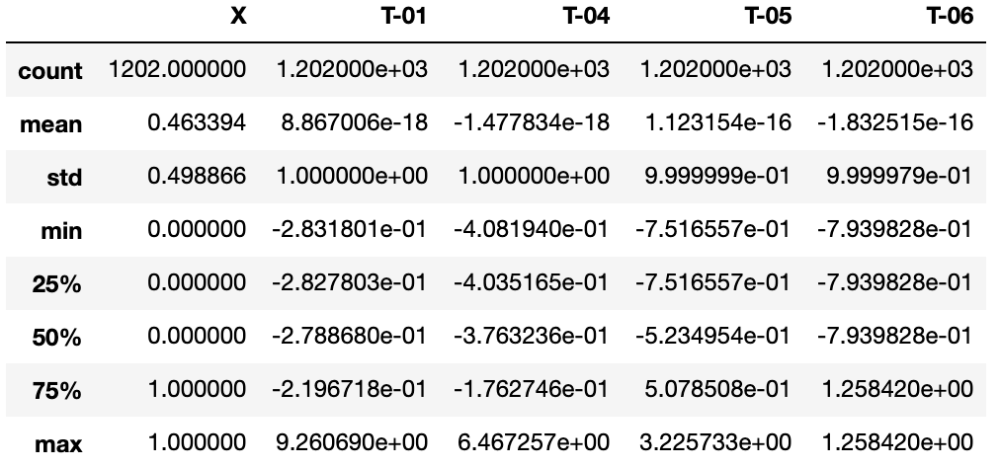 X T-01 T-04 T-05 T-06
count 1202.000000 1.202000e+03 1.202000e+03 1.202000e+03 1.202000e+03
mean 0.463394 8.867006e-18 -1.477834e-18 1.123154e-16 -1.832515e-16
std 0.498866 1.000000e+00 1.000000e+00 9.999999e-01 9.999979e-01
min 0.000000 -2.831801e-01 -4.081940e-01 -7.516557e-01 -7.939828e-01
25% 0.000000 -2.827803e-01 -4.035165e-01 -7.516557e-01 -7.939828e-01
50% 0.000000 -2.788680e-01 -3.763236e-01 -5.234954e-01 -7.939828e-01
75% 1.000000 -2.196718e-01 -1.762746e-01 5.078508e-01 1.258420e+00
max 1.000000 9.260690e+00 6.467257e+00 3.225733e+00 1.258420e+00